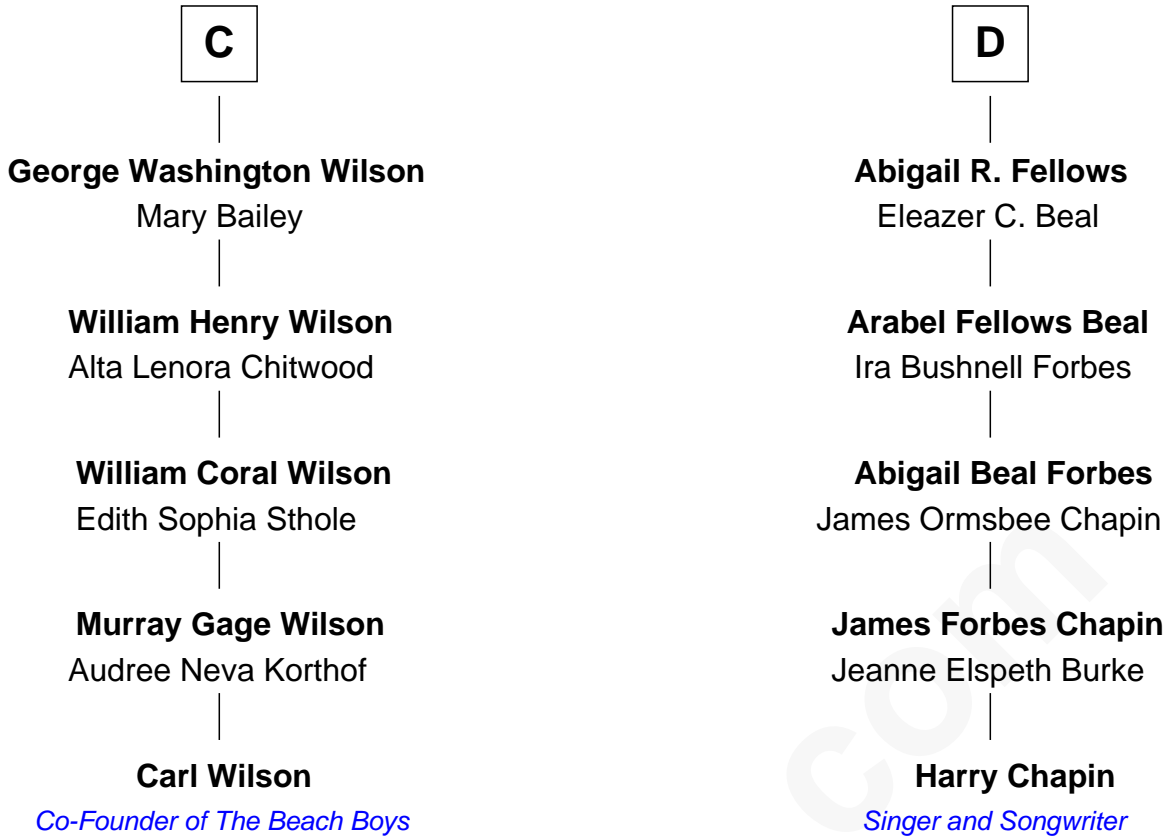 C
George Washington Wilson
Mary Bailey
William Henry Wilson
Alta Lenora Chitwood
William Coral Wilson
Edith Sophia Sthole
Murray Gage Wilson
Audree Neva Korthof
Carl Wilson
Co-Founder of The Beach Boys
D
Abigail R. Fellows
Eleazer C. Beal
Arabel Fellows Beal
Ira Bushnell Forbes
Abigail Beal Forbes
James Ormsbee Chapin
James Forbes Chapin
Jeanne Elspeth Burke
Harry Chapin
Singer and Songwriter
com